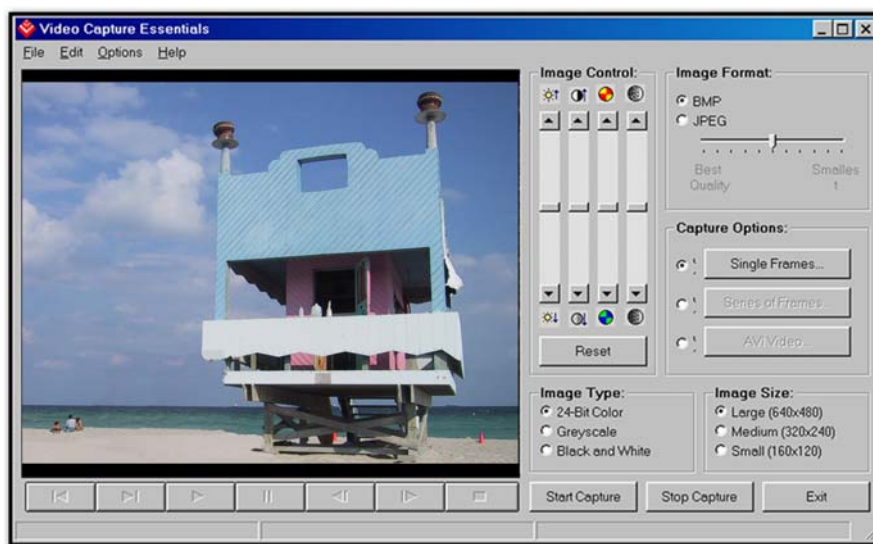 Video Capture Essentials
File Edit Options Help
Image Control:
Reset
Image Format:
BMP
JPEG
Best Smalles
Quality t
Capture Options:
Single Frames...
Series of Frames...
AVI Video...
Image Type:
24-Bit Color
Greyscale
Black and White
Image Size:
Large (640x480)
Medium (320x240)
Small (160x120)
Start Capture Stop Capture Exit